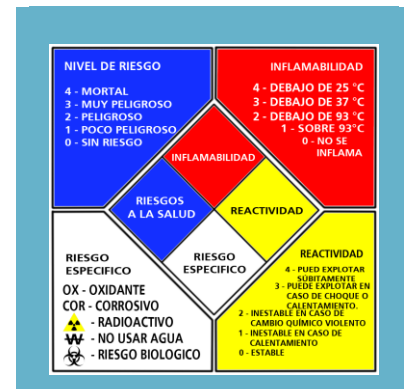 NIVEL DE RIESGO
4 - MORTAL
3 - MUY PELIGROSO
2 - PELIGROSO
1 - POCO PELIGROSO
0 - SIN RIESGO
INFLAMABILIDAD
4 - DEBAJO DE 25 °C
3 - DEBAJO DE 37 °C
2 - DEBAJO DE 93 °C
1 - SOBRE 93°C
0 - NO SE
INFLAMA
INFLAMABILIDAD
RIESGOS
A LA SALUD
REACTIVIDAD
RIESGO
ESPECIFICO
RIESGO
ESPECIFICO
OX - OXIDANTE
COR - CORROSIVO
- RADIOACTIVO
W - NO USAR AGUA
- RIESGO BIOLOGICO
REACTIVIDAD
4 - PUED EXPLOTAR
SÚBITAMENTE
3 - PUEDE EXPLOTAR EN
CASO DE CHOQUE O
CALENTAMIENTO.
2 - INESTABLE EN CASO DE
CAMBIO QUÍMICO VIOLENTO
1 - INESTABLE EN CASO DE
CALENTAMIENTO
0 - ESTABLE